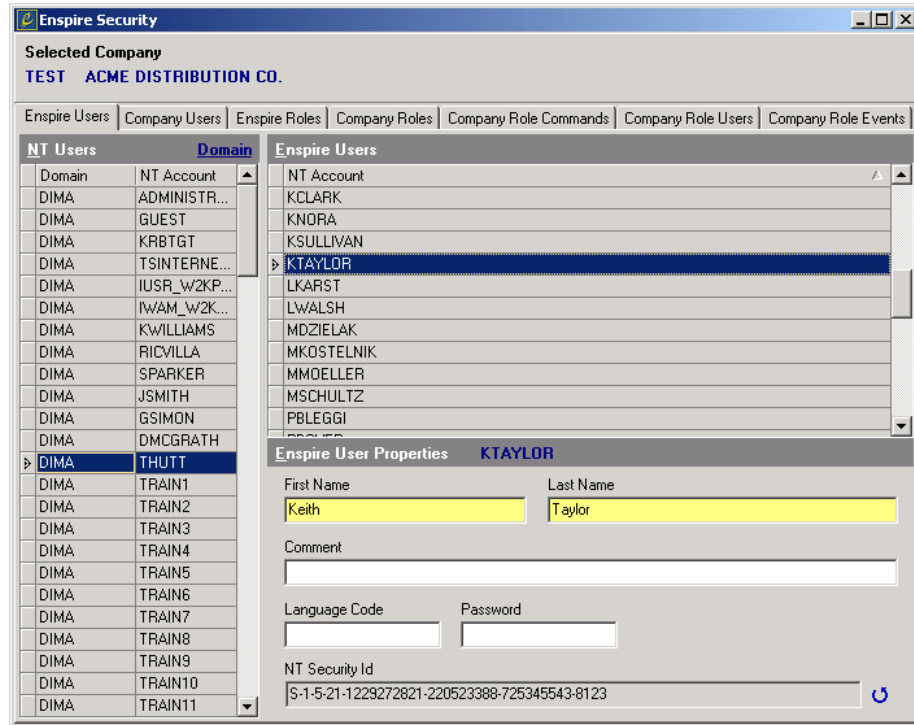 Enspire Security
Selected Company
TEST ACME DISTRIBUTION CO.
Enspire Users Company Users Enspire Roles Company Roles Company Role Commands Company Role Users Company Role Events
NT Users Domain
Domain NT Account
DIMA ADMINISTR...
DIMA GUEST
DIMA KRBTGT
DIMA TSINTERNE...
DIMA IUSR_W2KP...
DIMA IWAM_W2K...
DIMA KWILLIAMS
DIMA RICVILLA
DIMA SPARKER
DIMA JSMITH
DIMA GSIMON
DIMA DMCGRATH
DIMA THUTT
DIMA TRAIN1
DIMA TRAIN2
DIMA TRAIN3
DIMA TRAIN4
DIMA TRAIN5
DIMA TRAIN6
DIMA TRAIN7
DIMA TRAIN8
DIMA TRAIN9
DIMA TRAIN10
DIMA TRAIN11
Enspire Users
NT Account
KCLARK
KNORA
KSULLIVAN
KTAYLOR
LKARST
LWALSH
MDZIELAK
MKOSTELNIK
MMOELLER
MSCHULTZ
PBLEGGI
Enspire User Properties KTAYLOR
First Name Last Name
Keith Taylor
Comment
Language Code Password
NT Security Id
S-1-5-21-1229272821-220523388-725345543-8123